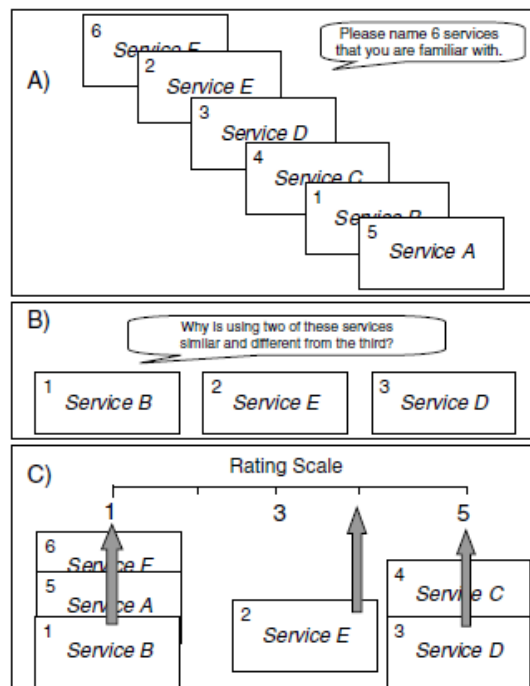 A)
Please name 6 services
that you are familiar with.
6
Service F
2
Service E
3
Service D
4
Service C
1
Service B
5
Service A
B)
Why is using two of these services
similar and different from the third?
1
Service B
2
Service E
3
Service D
C)
Rating Scale
1 3 5
6
Service F
5
Service A
1
Service B
2
Service E
4
Service C
3
Service D